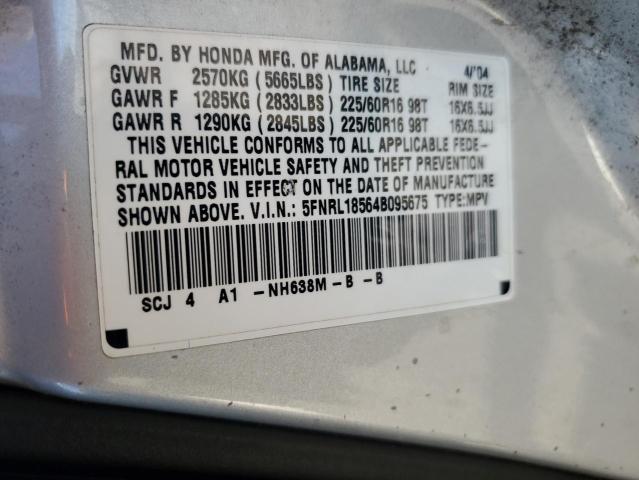 MFD. BY HONDA MFG. OF ALABAMA, LLC 4/'04
GVWR 2570KG (5665LBS) TIRE SIZE RIM SIZE
GAWR F 1285KG (2833LBS) 225/60R16 98T 16X6.5JJ
GAWR R 1290KG (2845LBS) 225/60R16 98T 16X6.5JJ
THIS VEHICLE CONFORMS TO ALL APPLICABLE FEDE-
RAL MOTOR VEHICLE SAFETY AND THEFT PREVENTION
STANDARDS IN EFFECT ON THE DATE OF MANUFACTURE
SHOWN ABOVE. V.I.N.: 5FNRL18564B095675 TYPE:MPV
SCJ 4 A1 -NH638M-B -B